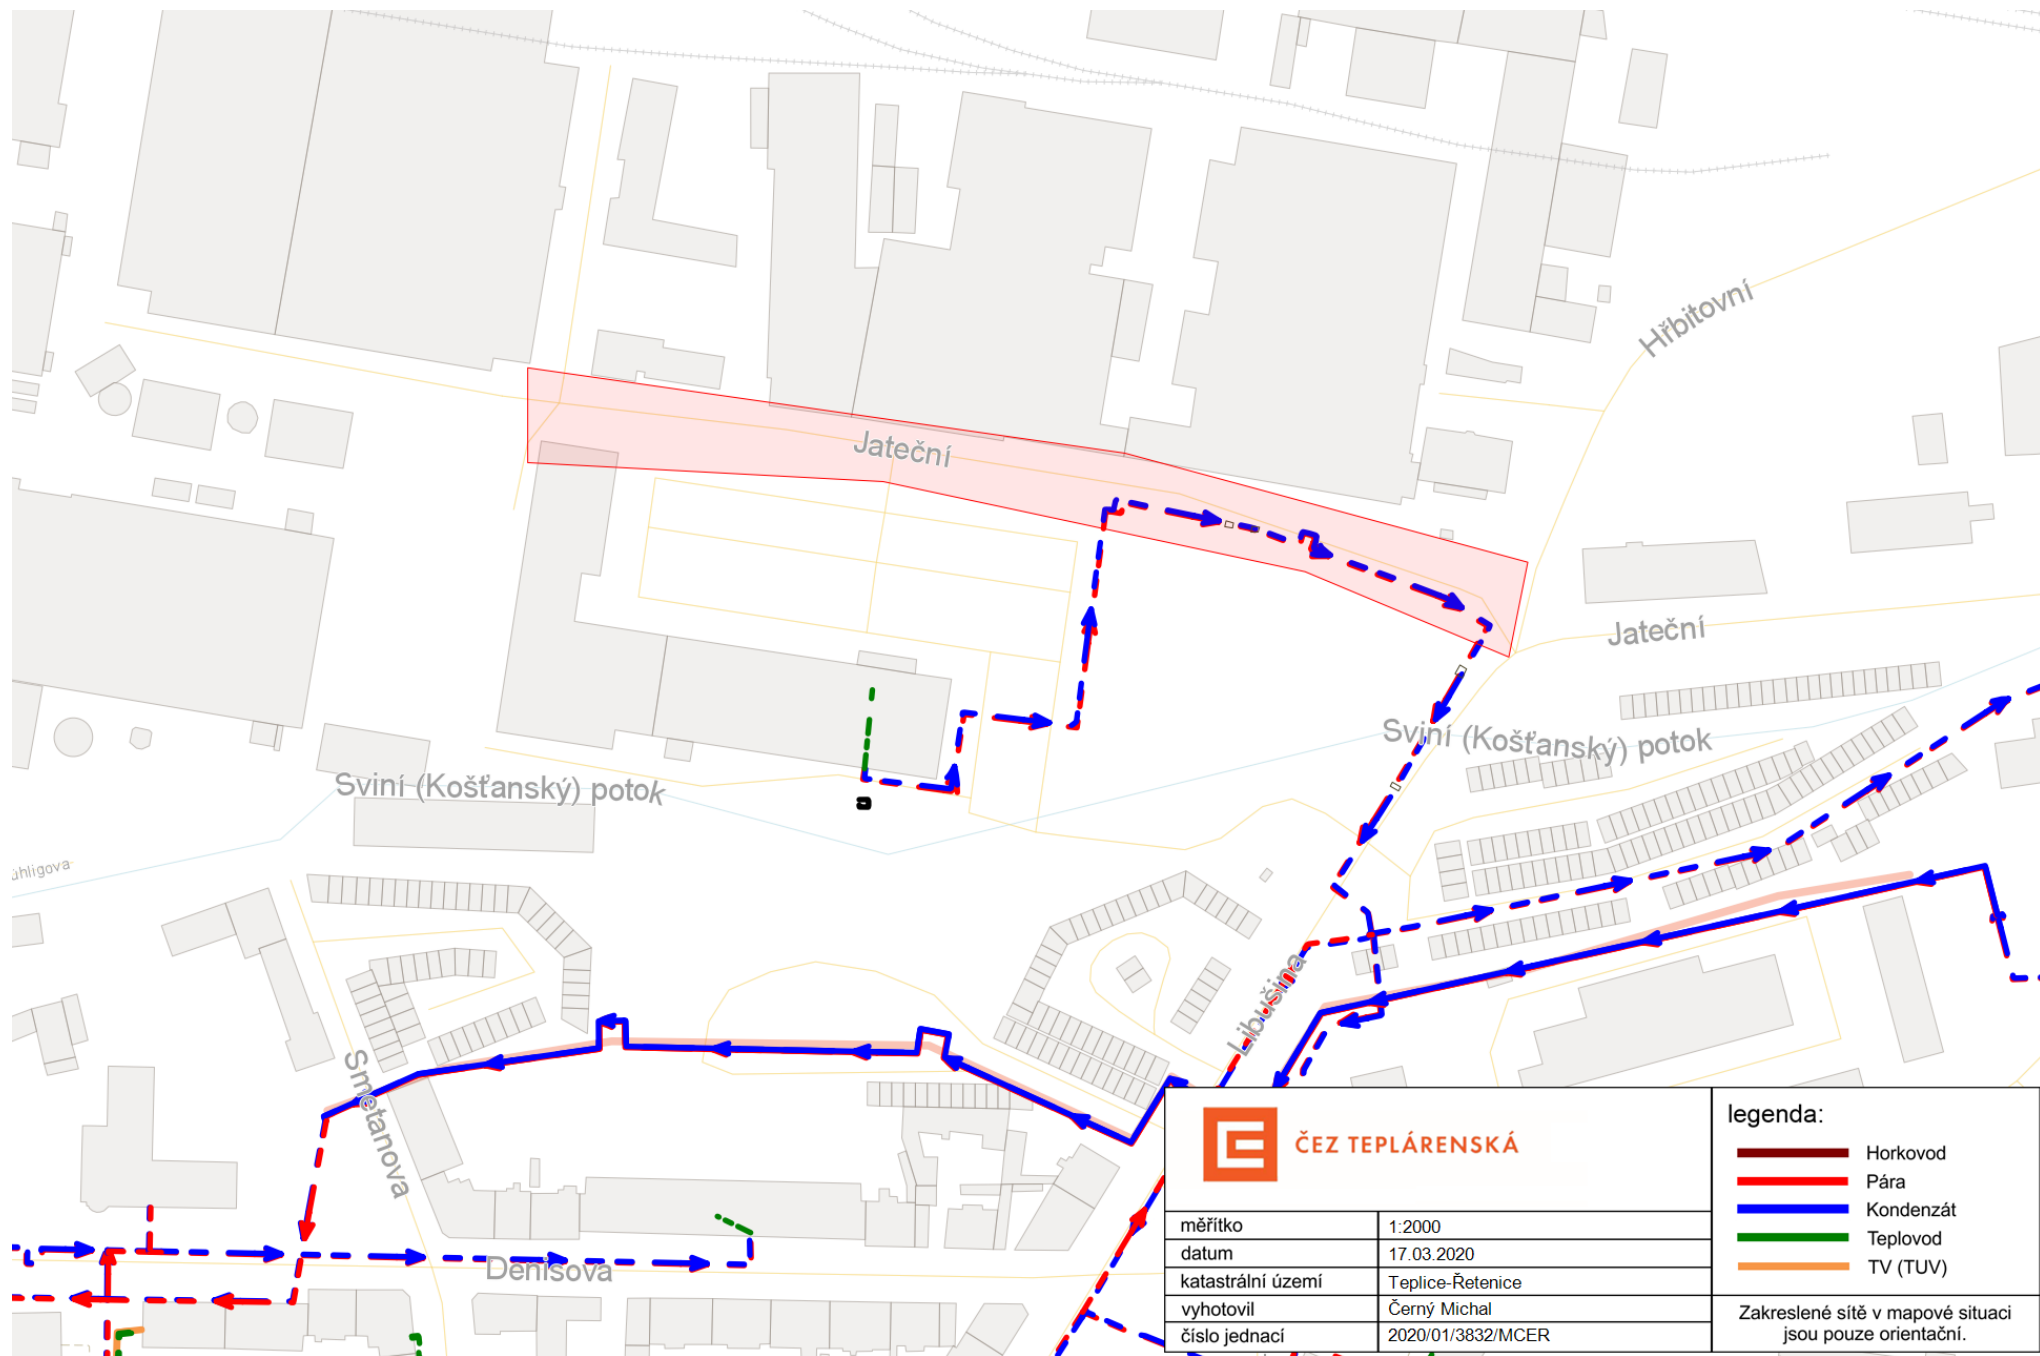 Hřbitovní
Jateční
Jateční
Sviní (Košťanský) potok
Sviní (Košťanský) potok
Libušina
Smetanova
Denisova
ČEZ TEPLÁRENSKÁ
měřítko 1:2000
datum 17.03.2020
katastrální území Teplice-Řetenice
vyhotovil Černý Michal
číslo jednací 2020/01/3832/MCER
legenda:
Horkovod
Pára
Kondenzát
Teplovod
TV (TUV)
Zakreslené sítě v mapové situaci
jsou pouze orientační.